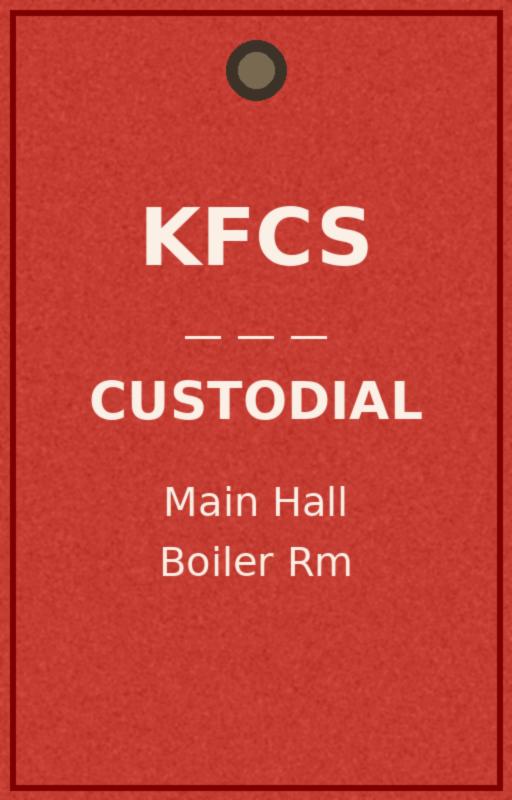 KFCS
— — —
CUSTODIAL
Main Hall
Boiler Rm